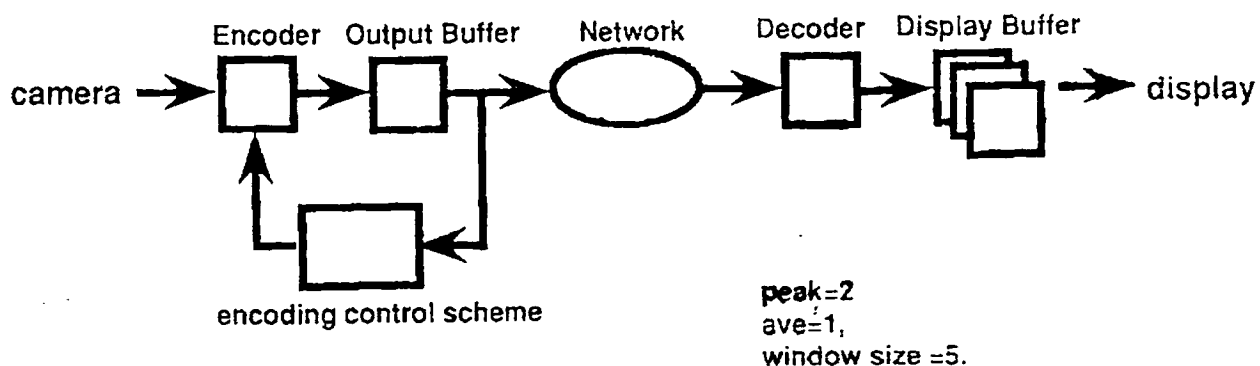 Encoder Output Buffer Network Decoder Display Buffer
camera display
encoding control scheme
peak=2
ave=1,
window size =5.